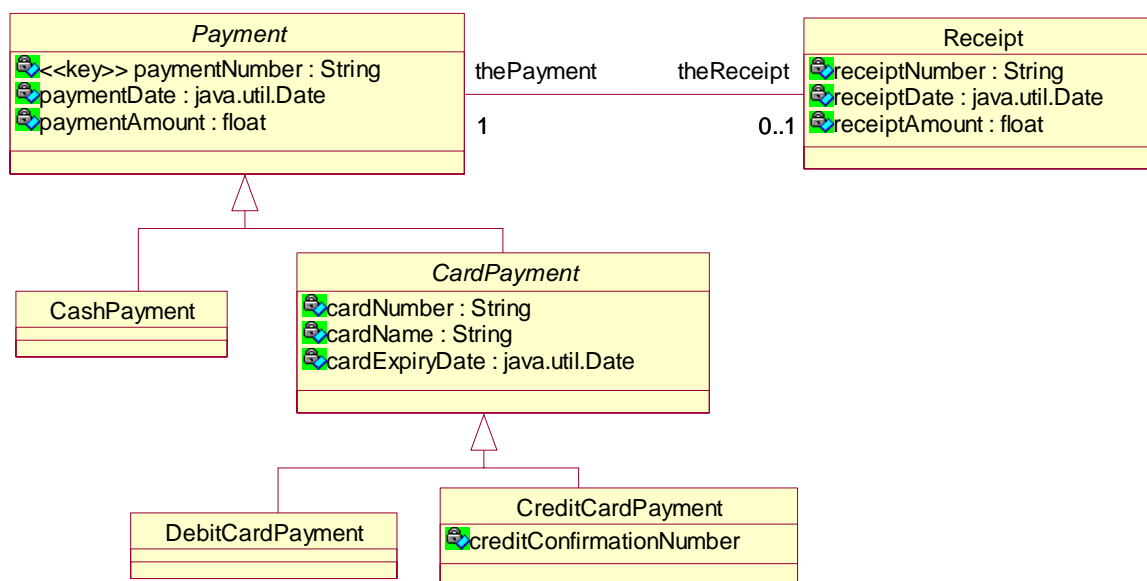 Payment
<<key>> paymentNumber : String
paymentDate : java.util.Date
paymentAmount : float
thePayment
theReceipt
1
0..1
Receipt
receiptNumber : String
receiptDate : java.util.Date
receiptAmount : float
CashPayment
CardPayment
cardNumber : String
cardName : String
cardExpiryDate : java.util.Date
DebitCardPayment
CreditCardPayment
creditConfirmationNumber